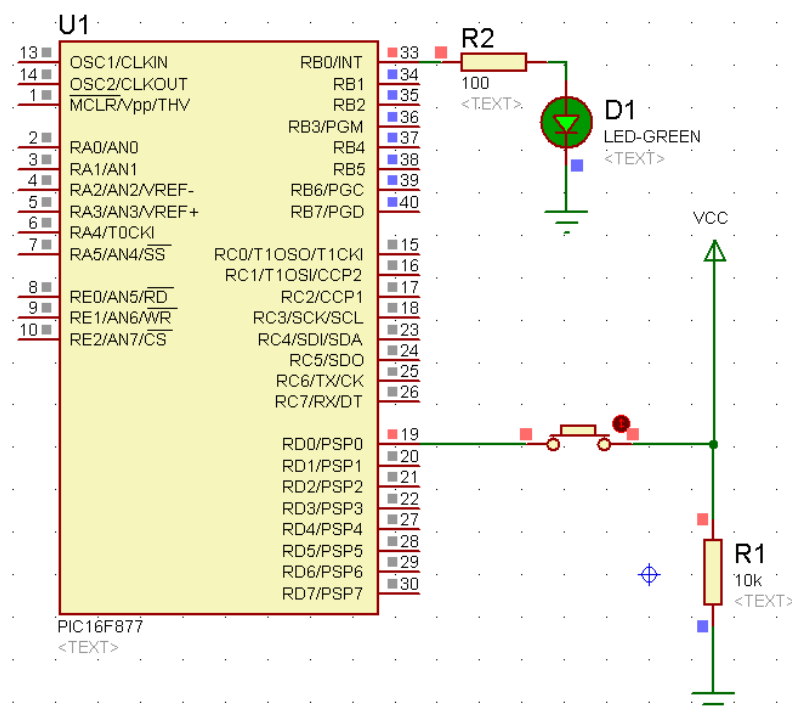 U1
13 OSC1/CLKIN
14 OSC2/CLKOUT
1 MCLR/Vpp/THV
2 RA0/AN0
3 RA1/AN1
4 RA2/AN2/VREF-
5 RA3/AN3/VREF+
6 RA4/T0CKI
7 RA5/AN4/SS
8 RE0/AN5/RD
9 RE1/AN6/WR
10 RE2/AN7/CS
RB0/INT 33
RB1 34
RB2 35
RB3/PGM 36
RB4 37
RB5 38
RB6/PGC 39
RB7/PGD 40
RC0/T1OSO/T1CKI 15
RC1/T1OSI/CCP2 16
RC2/CCP1 17
RC3/SCK/SCL 18
RC4/SDI/SDA 23
RC5/SDO 24
RC6/TX/CK 25
RC7/RX/DT 26
RD0/PSP0 19
RD1/PSP1 20
RD2/PSP2 21
RD3/PSP3 22
RD4/PSP4 27
RD5/PSP5 28
RD6/PSP6 29
RD7/PSP7 30
PIC16F877
<TEXT>
R2
100
<TEXT>
D1
LED-GREEN
<TEXT>
VCC
R1
10k
<TEXT>